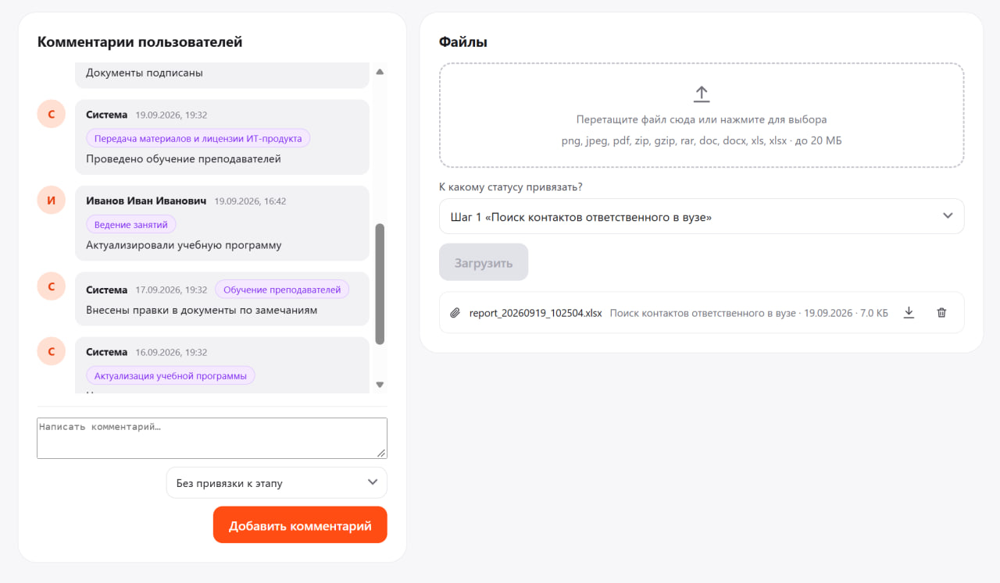 Комментарии пользователей
Документы подписаны
С
Система 19.09.2026, 19:32
Передача материалов и лицензии ИТ-продукта
Проведено обучение преподавателей
И
Иванов Иван Иванович 19.09.2026, 16:42
Ведение занятий
Актуализировали учебную программу
С
Система 17.09.2026, 19:32 Обучение преподавателей
Внесены правки в документы по замечаниям
С
Система 16.09.2026, 19:32
Актуализация учебной программы
Написать комментарий…
Без привязки к этапу
Добавить комментарий
Файлы
Перетащите файл сюда или нажмите для выбора
png, jpeg, pdf, zip, gzip, rar, doc, docx, xls, xlsx · до 20 МБ
К какому статусу привязать?
Шаг 1 «Поиск контактов ответственного в вузе»
Загрузить
report_20260919_102504.xlsx Поиск контактов ответственного в вузе · 19.09.2026 · 7.0 КБ